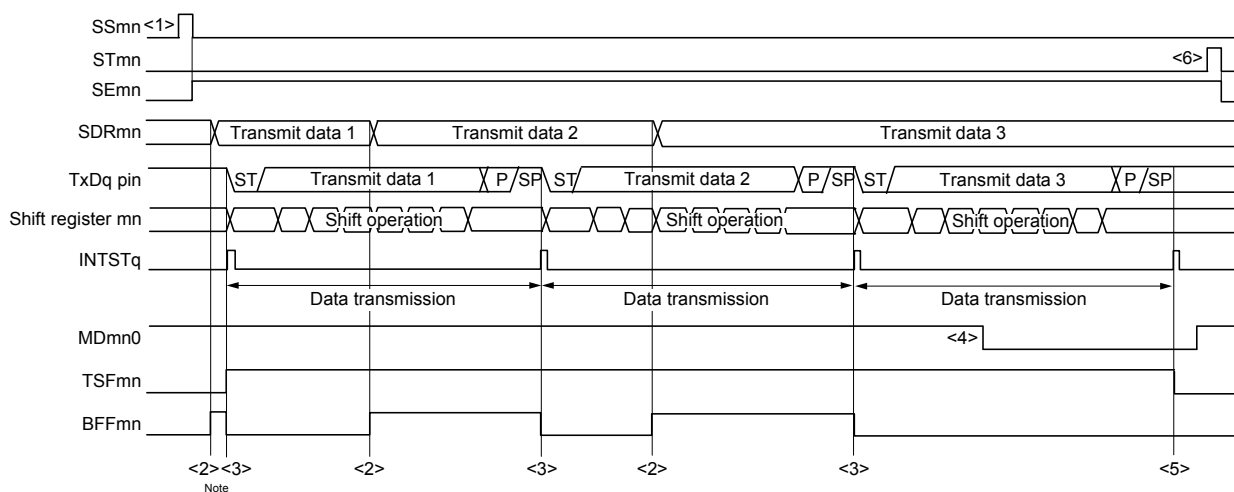 SSmn <1>
STmn <6>
SEmn
SDRmn Transmit data 1 Transmit data 2 Transmit data 3
TxDq pin ST Transmit data 1 P SP ST Transmit data 2 P SP ST Transmit data 3 P SP
Shift register mn Shift operation Shift operation Shift operation
INTSTq
Data transmission Data transmission Data transmission
MDmn0 <4>
TSFmn
BFFmn
<2> <3> <2> <3> <2> <3> <5>
Note